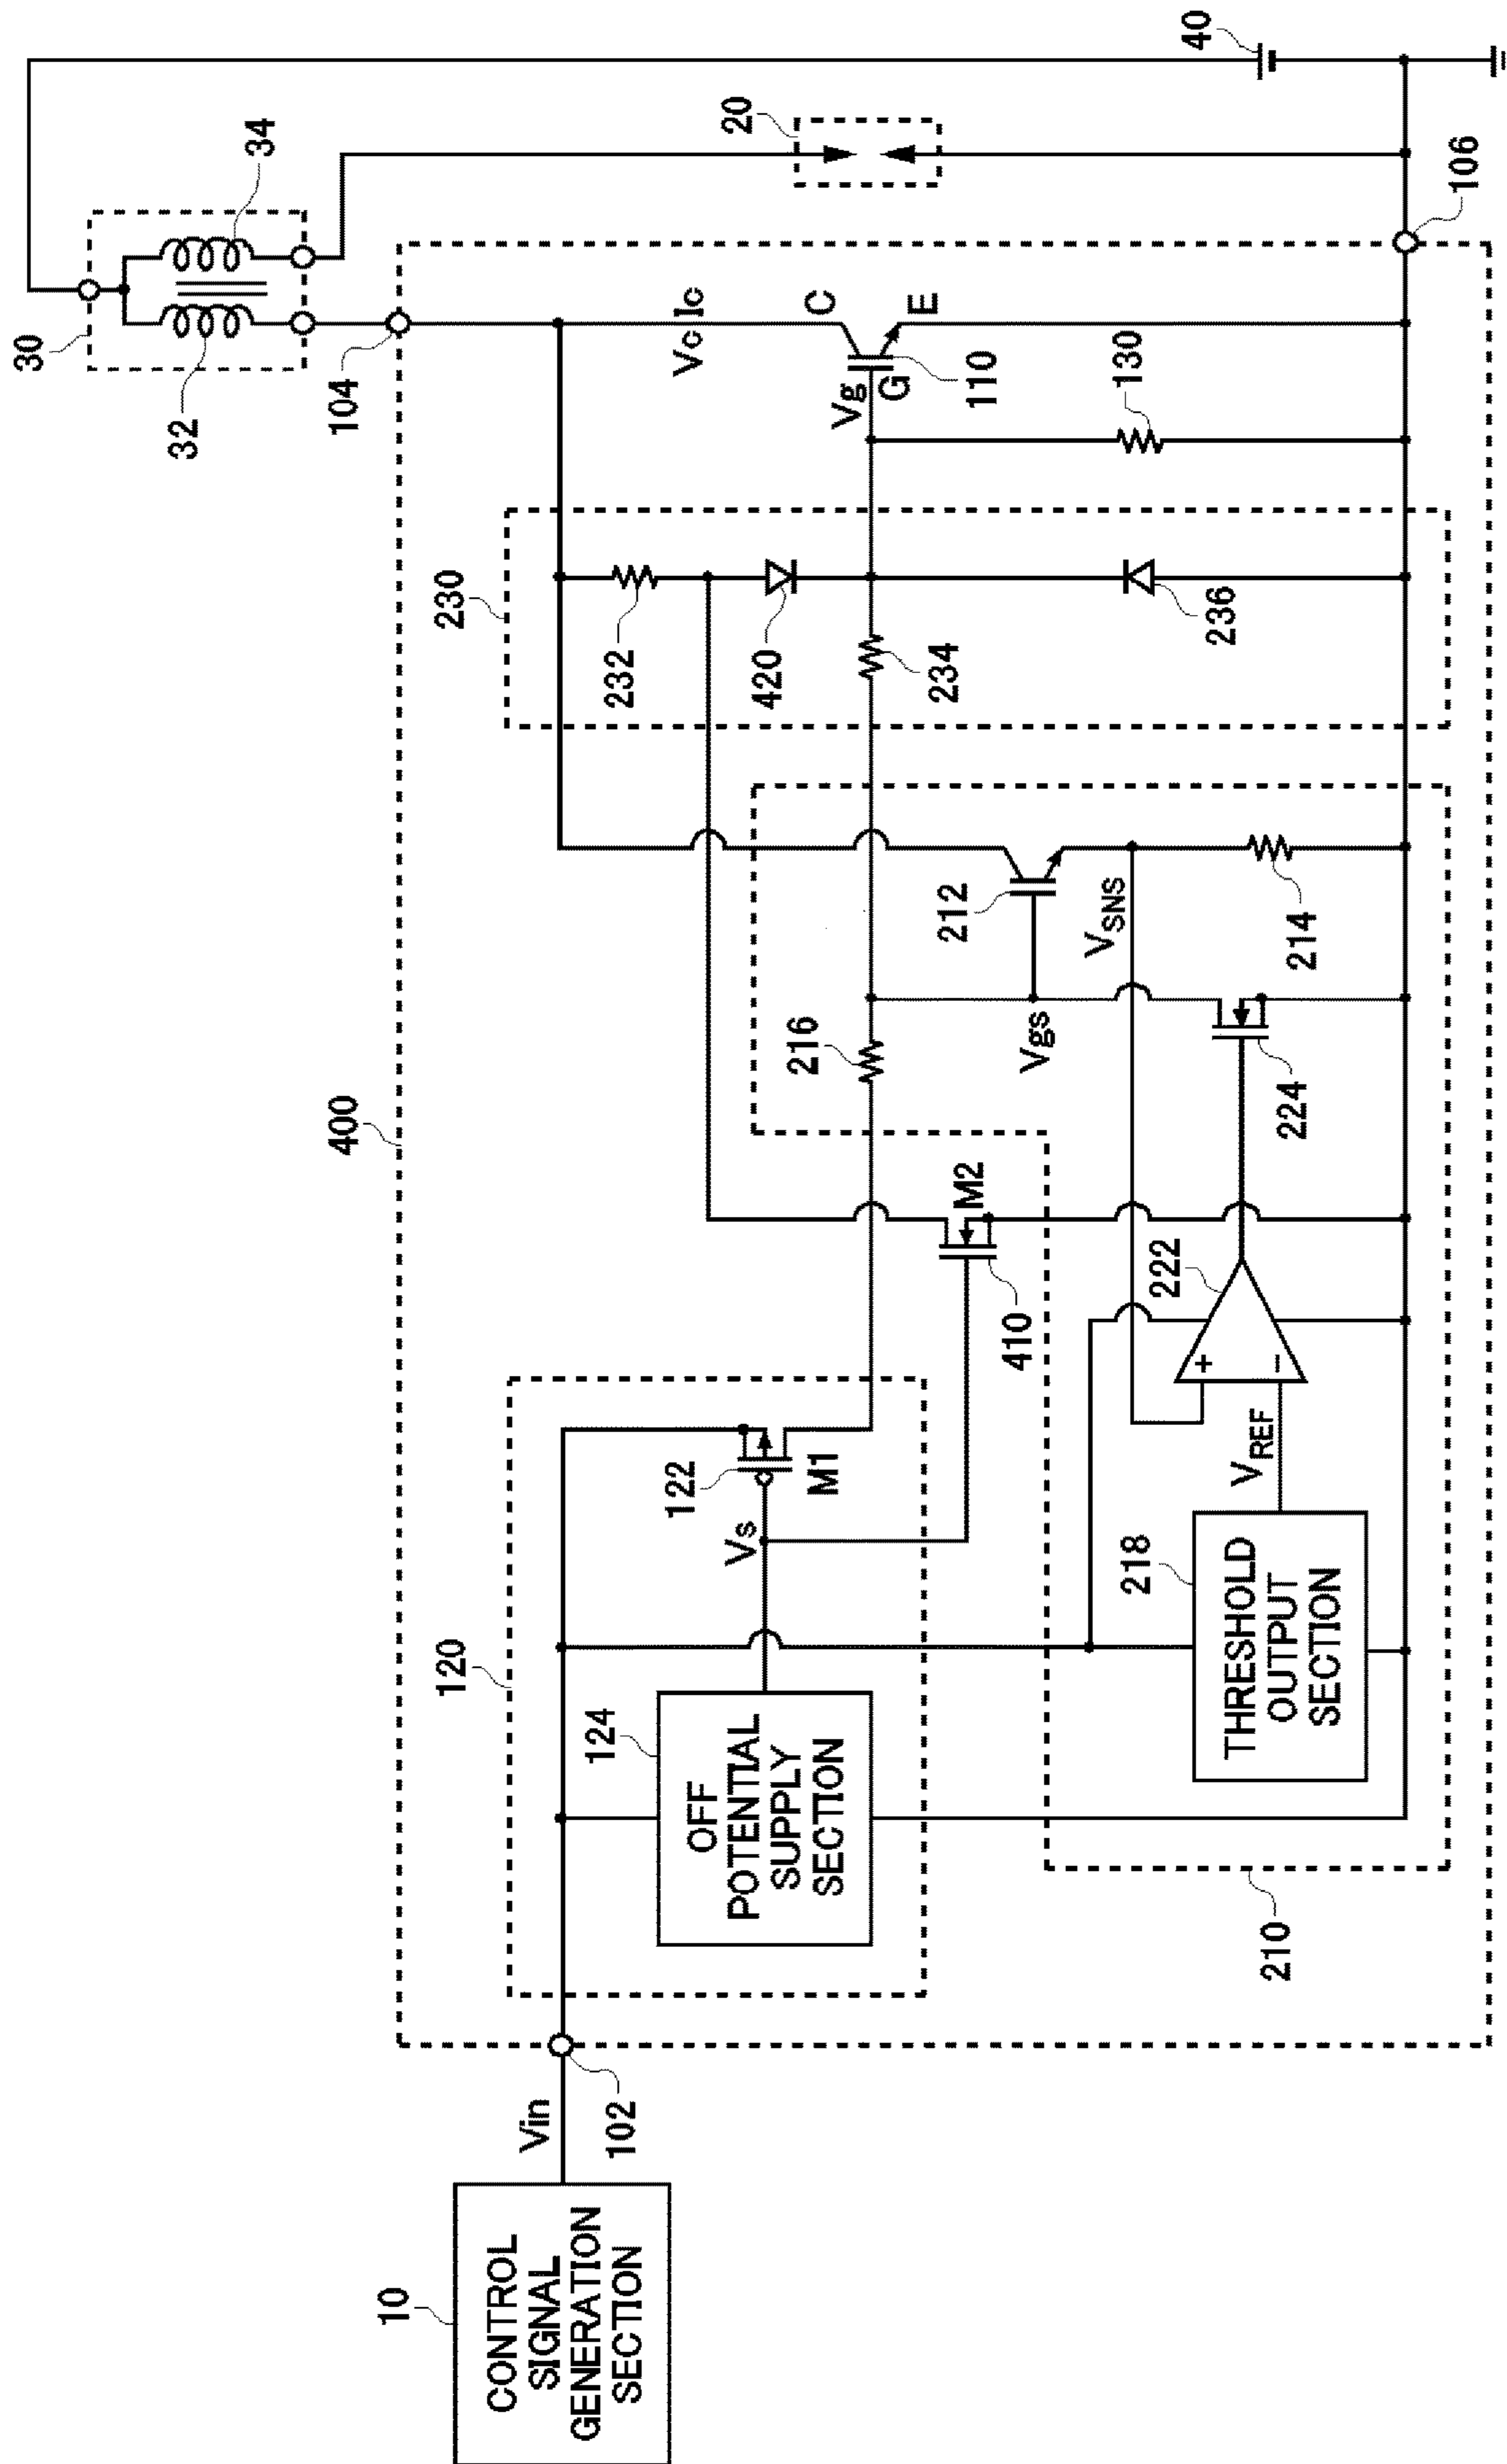 400
30
32
34
104
Vc Ic
C
E
G
Vg
110
130
20
40
106
230
232
420
234
236
212
V SNS
214
216
Vgs
224
M2
410
222
+
−
V REF
218
THRESHOLD
OUTPUT
SECTION
120
122
M1
Vs
124
OFF
POTENTIAL
SUPPLY
SECTION
210
Vin
102
10
CONTROL
SIGNAL
GENERATION
SECTION